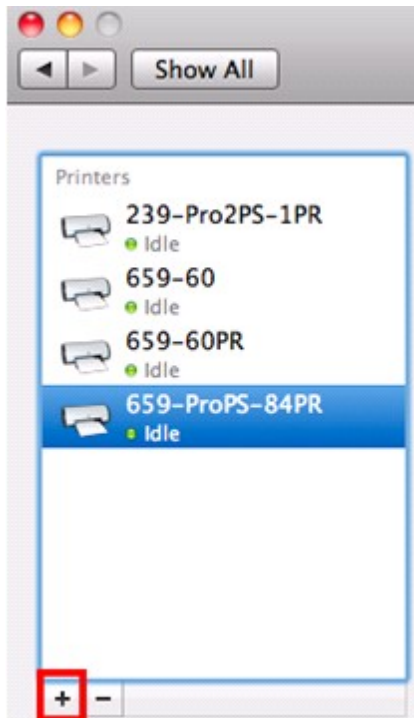 Show All
Printers
239-Pro2PS-1PR
Idle
659-60
Idle
659-60PR
Idle
659-ProPS-84PR
Idle
+ −